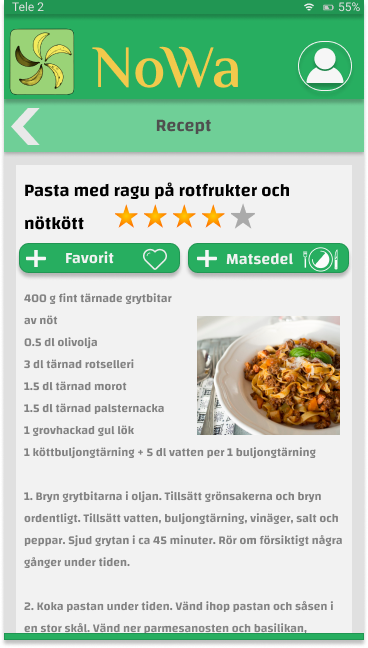 Tele 2
55%
NoWa
Recept
Pasta med ragu på rotfrukter och
nötkött
Favorit
Matsedel
400 g fint tärnade grytbitar
av nöt
0.5 dl olivolja
3 dl tärnad rotselleri
1.5 dl tärnad morot
1.5 dl tärnad palsternacka
1 grovhackad gul lök
1 köttbuljongtärning + 5 dl vatten per 1 buljongtärning
1. Bryn grytbitarna i oljan. Tillsätt grönsakerna och bryn
ordentligt. Tillsätt vatten, buljongtärning, vinäger, salt och
peppar. Sjud grytan i ca 45 minuter. Rör om försiktigt några
gånger under tiden.
2. Koka pastan under tiden. Vänd ihop pastan och såsen i
en stor skål. Vänd ner parmesanosten och basilikan,